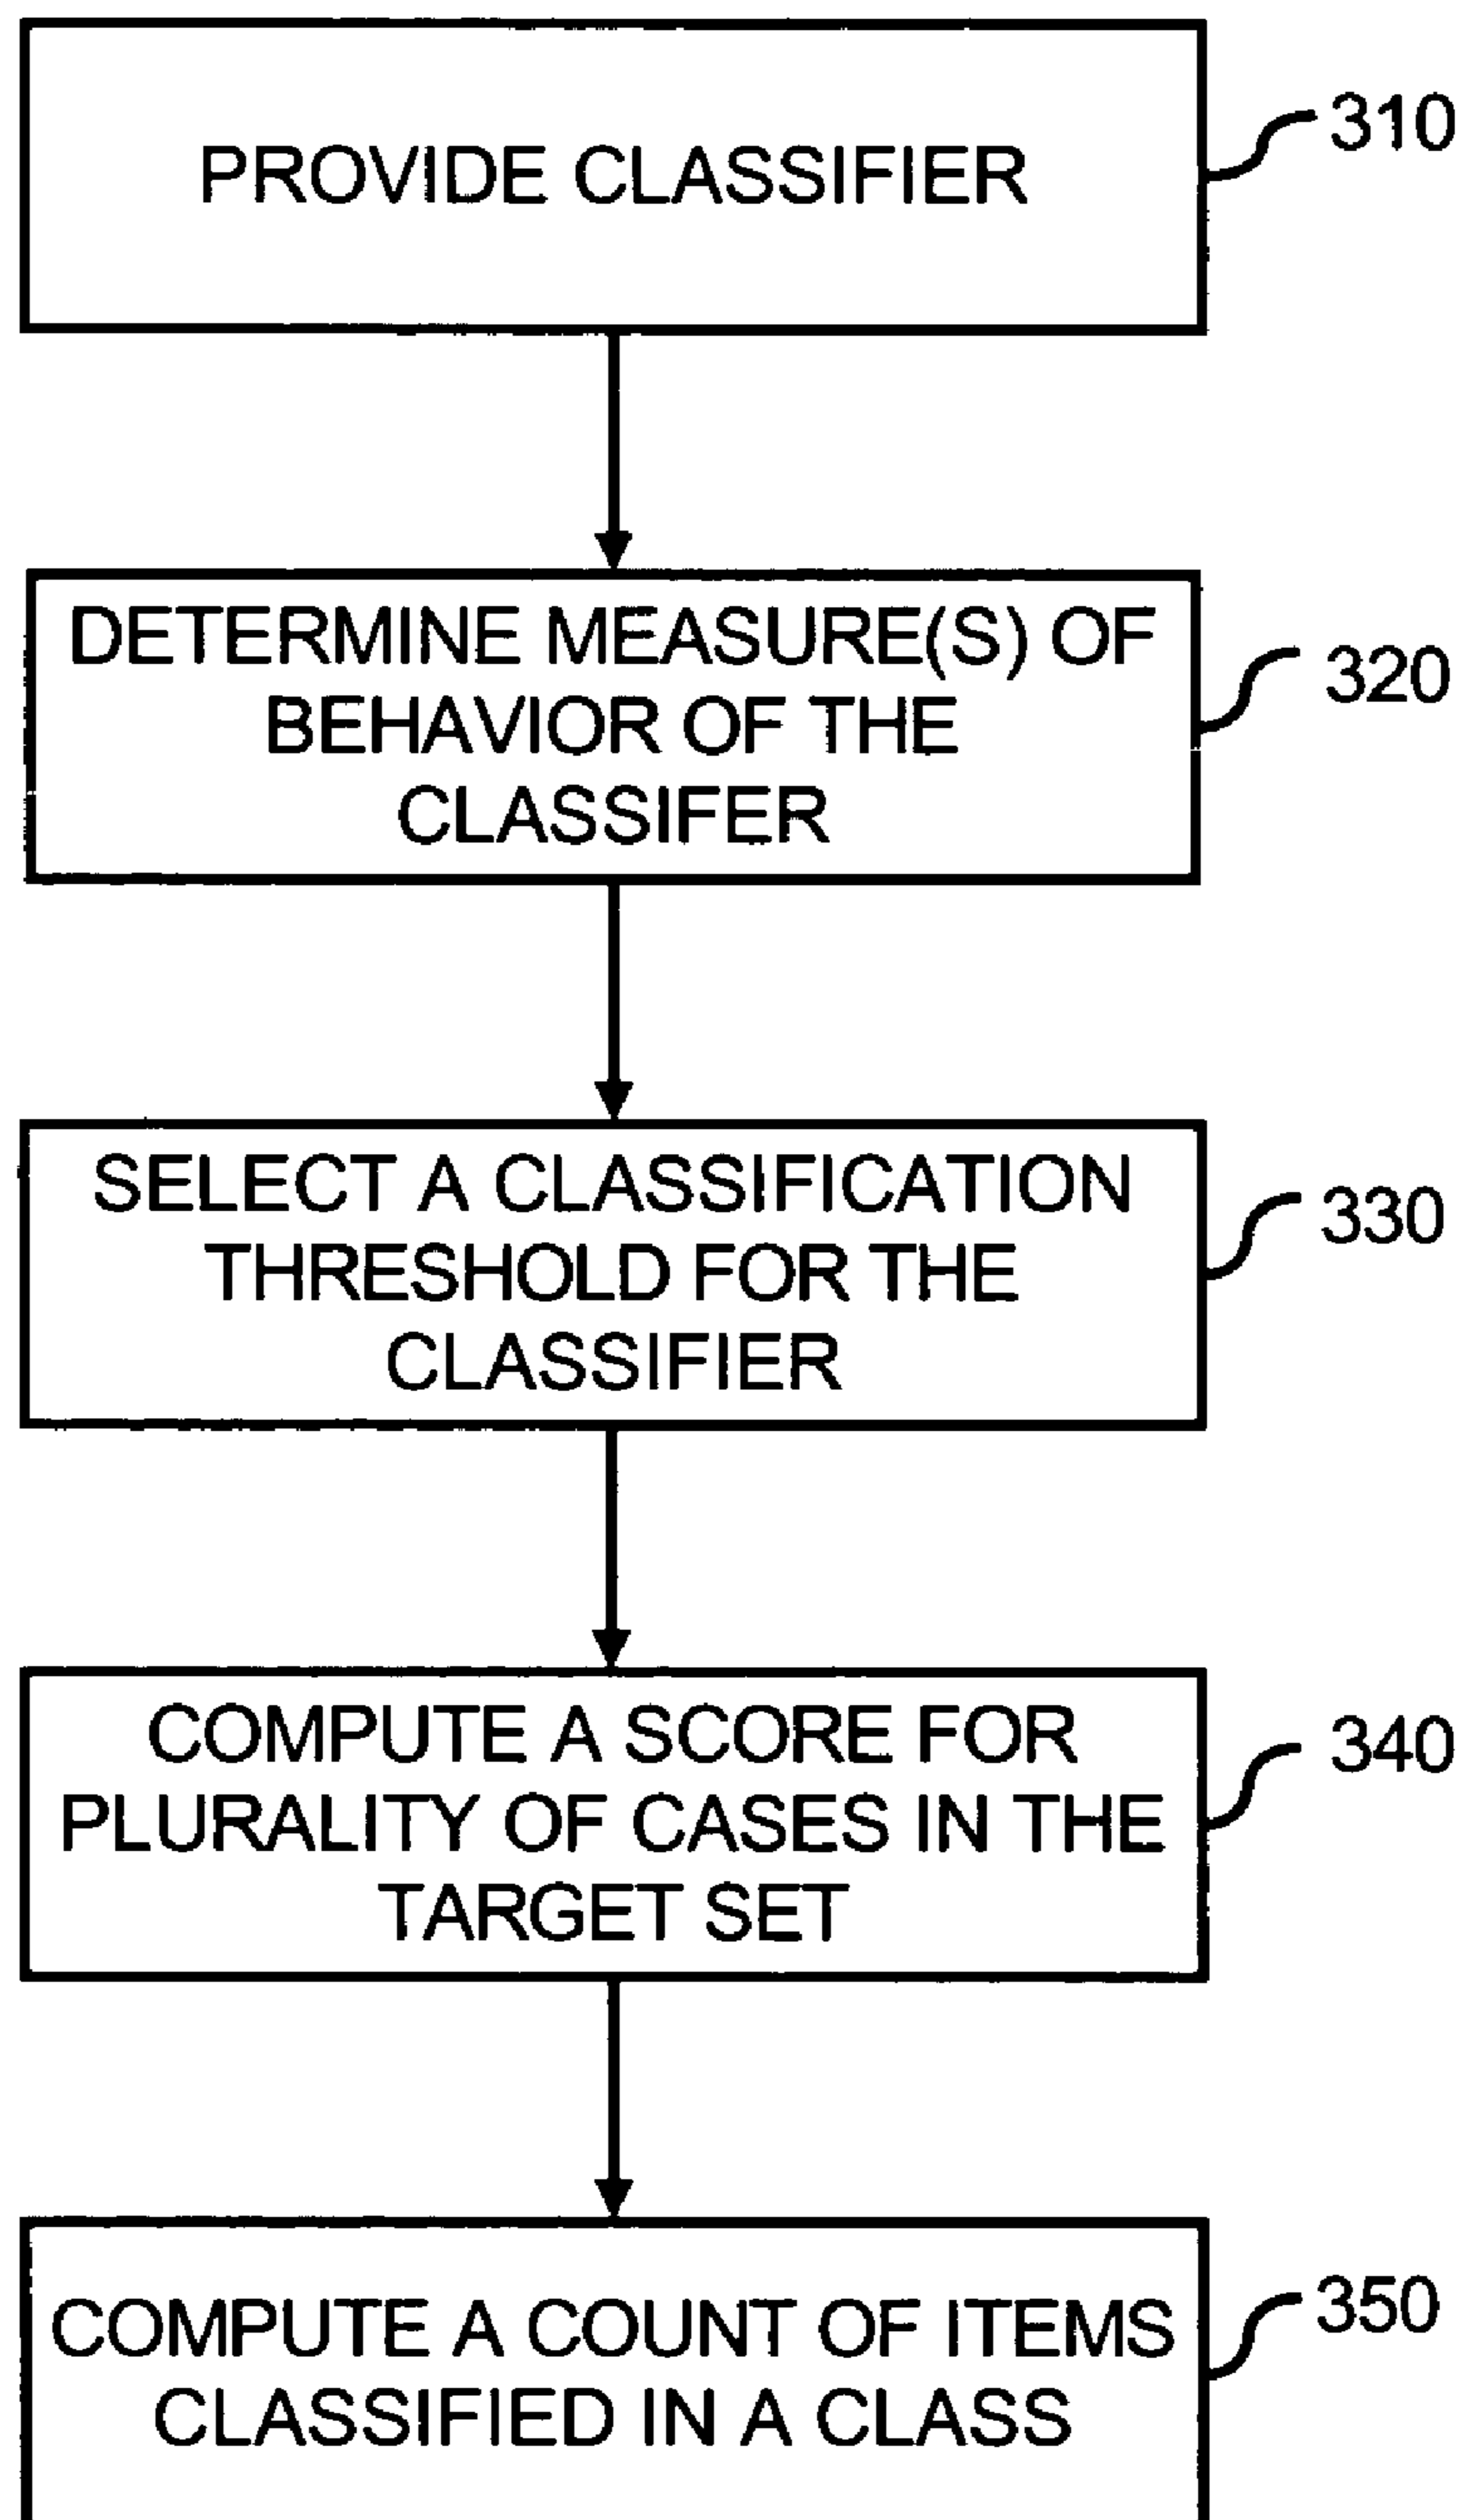 PROVIDE CLASSIFIER
310
DETERMINE MEASURE(S) OF
BEHAVIOR OF THE
CLASSIFER
320
SELECT A CLASSIFICATION
THRESHOLD FOR THE
CLASSIFIER
330
COMPUTE A SCORE FOR
PLURALITY OF CASES IN THE
TARGET SET
340
COMPUTE A COUNT OF ITEMS
CLASSIFIED IN A CLASS
350